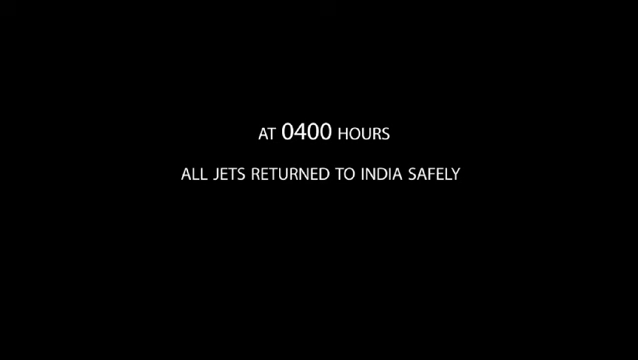 AT 0400 HOURS
ALL JETS RETURNED TO INDIA SAFELY